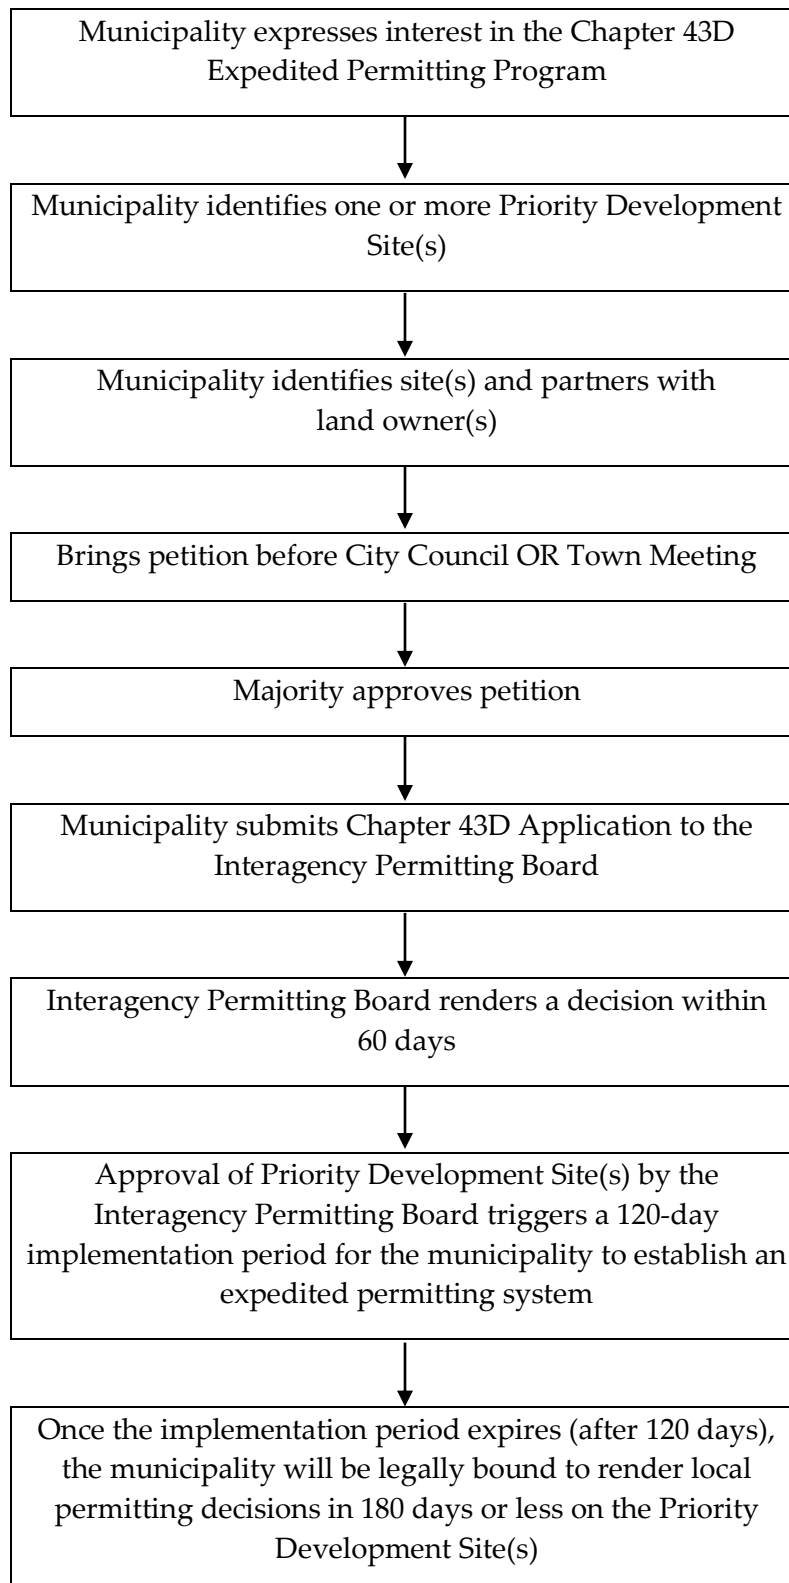 Municipality expresses interest in the Chapter 43D
Expedited Permitting Program
Municipality identifies one or more Priority Development
Site(s)
Municipality identifies site(s) and partners with
land owner(s)
Brings petition before City Council OR Town Meeting
Majority approves petition
Municipality submits Chapter 43D Application to the
Interagency Permitting Board
Interagency Permitting Board renders a decision within
60 days
Approval of Priority Development Site(s) by the
Interagency Permitting Board triggers a 120-day
implementation period for the municipality to establish an
expedited permitting system
Once the implementation period expires (after 120 days),
the municipality will be legally bound to render local
permitting decisions in 180 days or less on the Priority
Development Site(s)